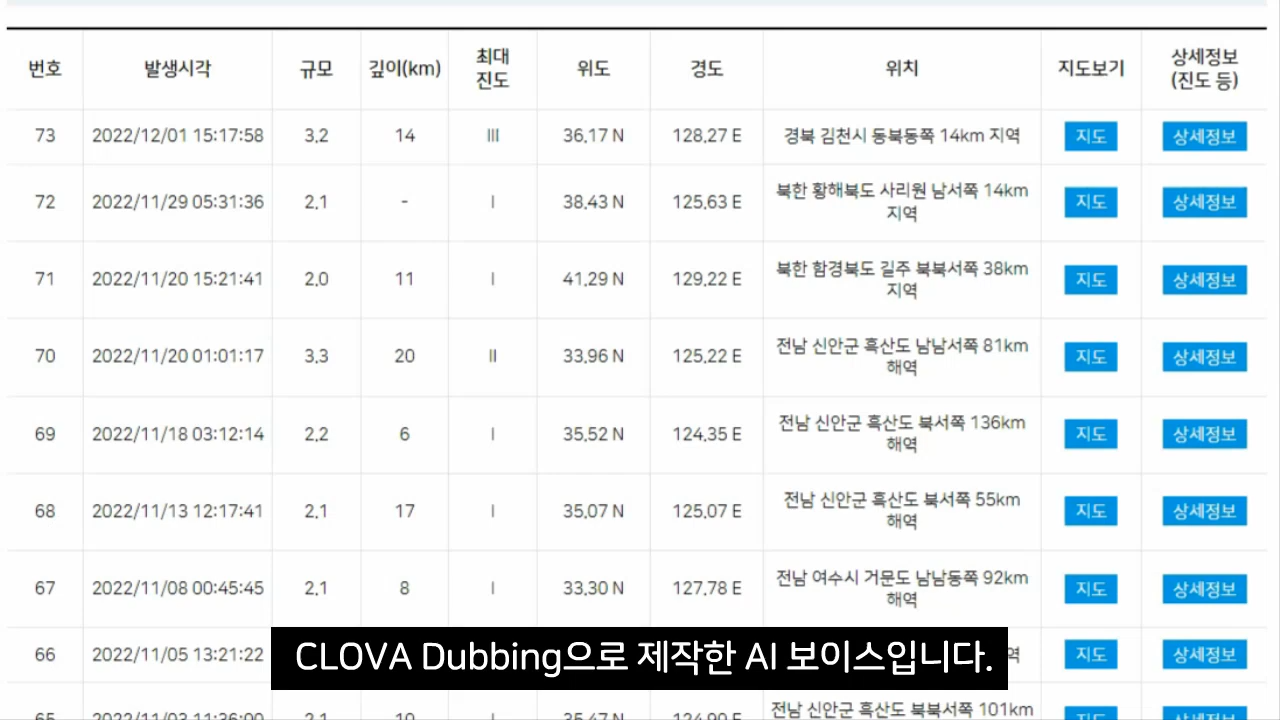 번호 발생시각 규모 깊이(km) 최대 진도 위도 경도 위치 지도보기 상세정보 (진도 등)
73 2022/12/01 15:17:58 3.2 14 III 36.17 N 128.27 E 경북 김천시 동북동쪽 14km 지역 지도 상세정보
72 2022/11/29 05:31:36 2.1 - I 38.43 N 125.63 E 북한 황해북도 사리원 남서쪽 14km 지역 지도 상세정보
71 2022/11/20 15:21:41 2.0 11 I 41.29 N 129.22 E 북한 함경북도 길주 북북서쪽 38km 지역 지도 상세정보
70 2022/11/20 01:01:17 3.3 20 II 33.96 N 125.22 E 전남 신안군 흑산도 남남서쪽 81km 해역 지도 상세정보
69 2022/11/18 03:12:14 2.2 6 I 35.52 N 124.35 E 전남 신안군 흑산도 북서쪽 136km 해역 지도 상세정보
68 2022/11/13 12:17:41 2.1 17 I 35.07 N 125.07 E 전남 신안군 흑산도 북서쪽 55km 해역 지도 상세정보
67 2022/11/08 00:45:45 2.1 8 I 33.30 N 127.78 E 전남 여수시 거문도 남남동쪽 92km 해역 지도 상세정보
66 2022/11/05 13:21:22 지도 상세정보
CLOVA Dubbing으로 제작한 AI 보이스입니다.
전남 신안군 흑산도 북북서쪽 101km